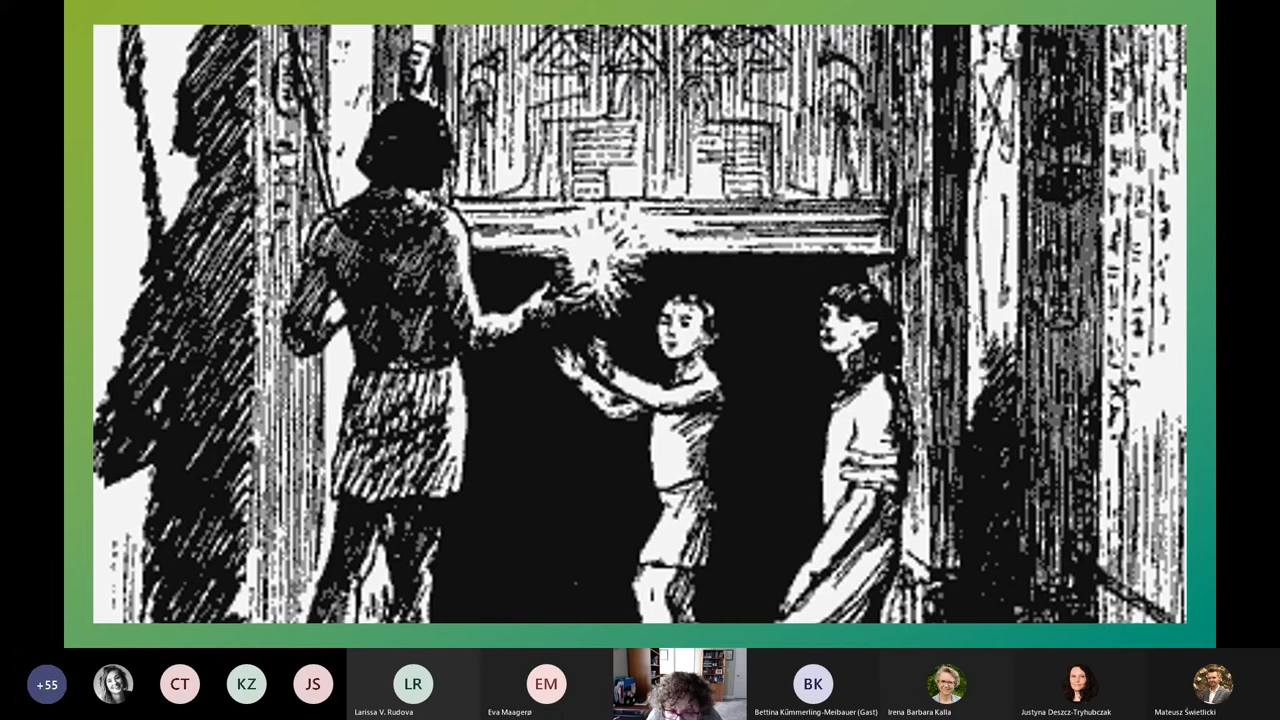 +55
CT
KZ
JS
LR
EM
BK
Larissa V. Rudova
Eva Maagerø
Bettina Kümmerling-Meibauer (Gast)
Irena Barbara Kalla
Justyna Deszcz-Tryhubczak
Mateusz Świetlicki